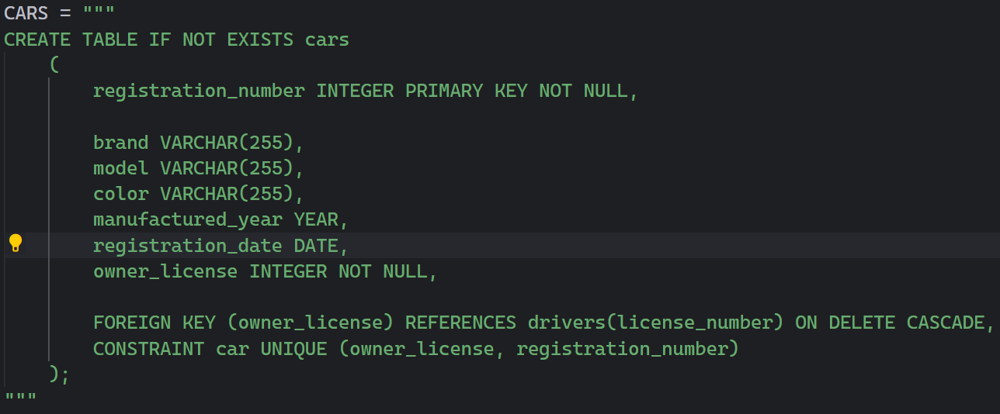 CARS = """
CREATE TABLE IF NOT EXISTS cars
(
registration_number INTEGER PRIMARY KEY NOT NULL,
brand VARCHAR(255),
model VARCHAR(255),
color VARCHAR(255),
manufactured_year YEAR,
registration_date DATE,
owner_license INTEGER NOT NULL,
FOREIGN KEY (owner_license) REFERENCES drivers(license_number) ON DELETE CASCADE,
CONSTRAINT car UNIQUE (owner_license, registration_number)
);
"""